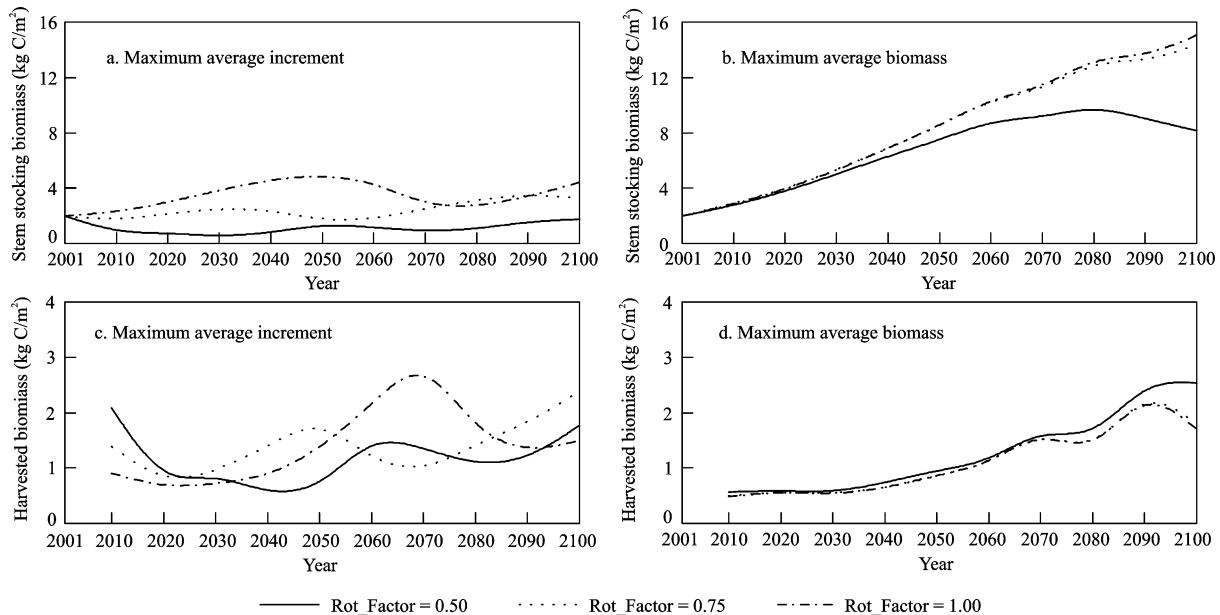 Stem stocking biomiass (kg C/m²)
16
12
8
4
0
a. Maximum average increment
2001 2010 2020 2030 2040 2050 2060 2070 2080 2090 2100
Year
Stem stocking biomiass (kg C/m²)
16
12
8
4
0
b. Maximum average biomass
2001 2010 2020 2030 2040 2050 2060 2070 2080 2090 2100
Year
Harvested biomiass (kg C/m²)
4
3
2
1
0
c. Maximum average increment
2001 2010 2020 2030 2040 2050 2060 2070 2080 2090 2100
Year
Harvested biomiass (kg C/m²)
4
3
2
1
0
d. Maximum average biomass
2001 2010 2020 2030 2040 2050 2060 2070 2080 2090 2100
Year
Rot_Factor = 0.50 Rot_Factor = 0.75 Rot_Factor = 1.00